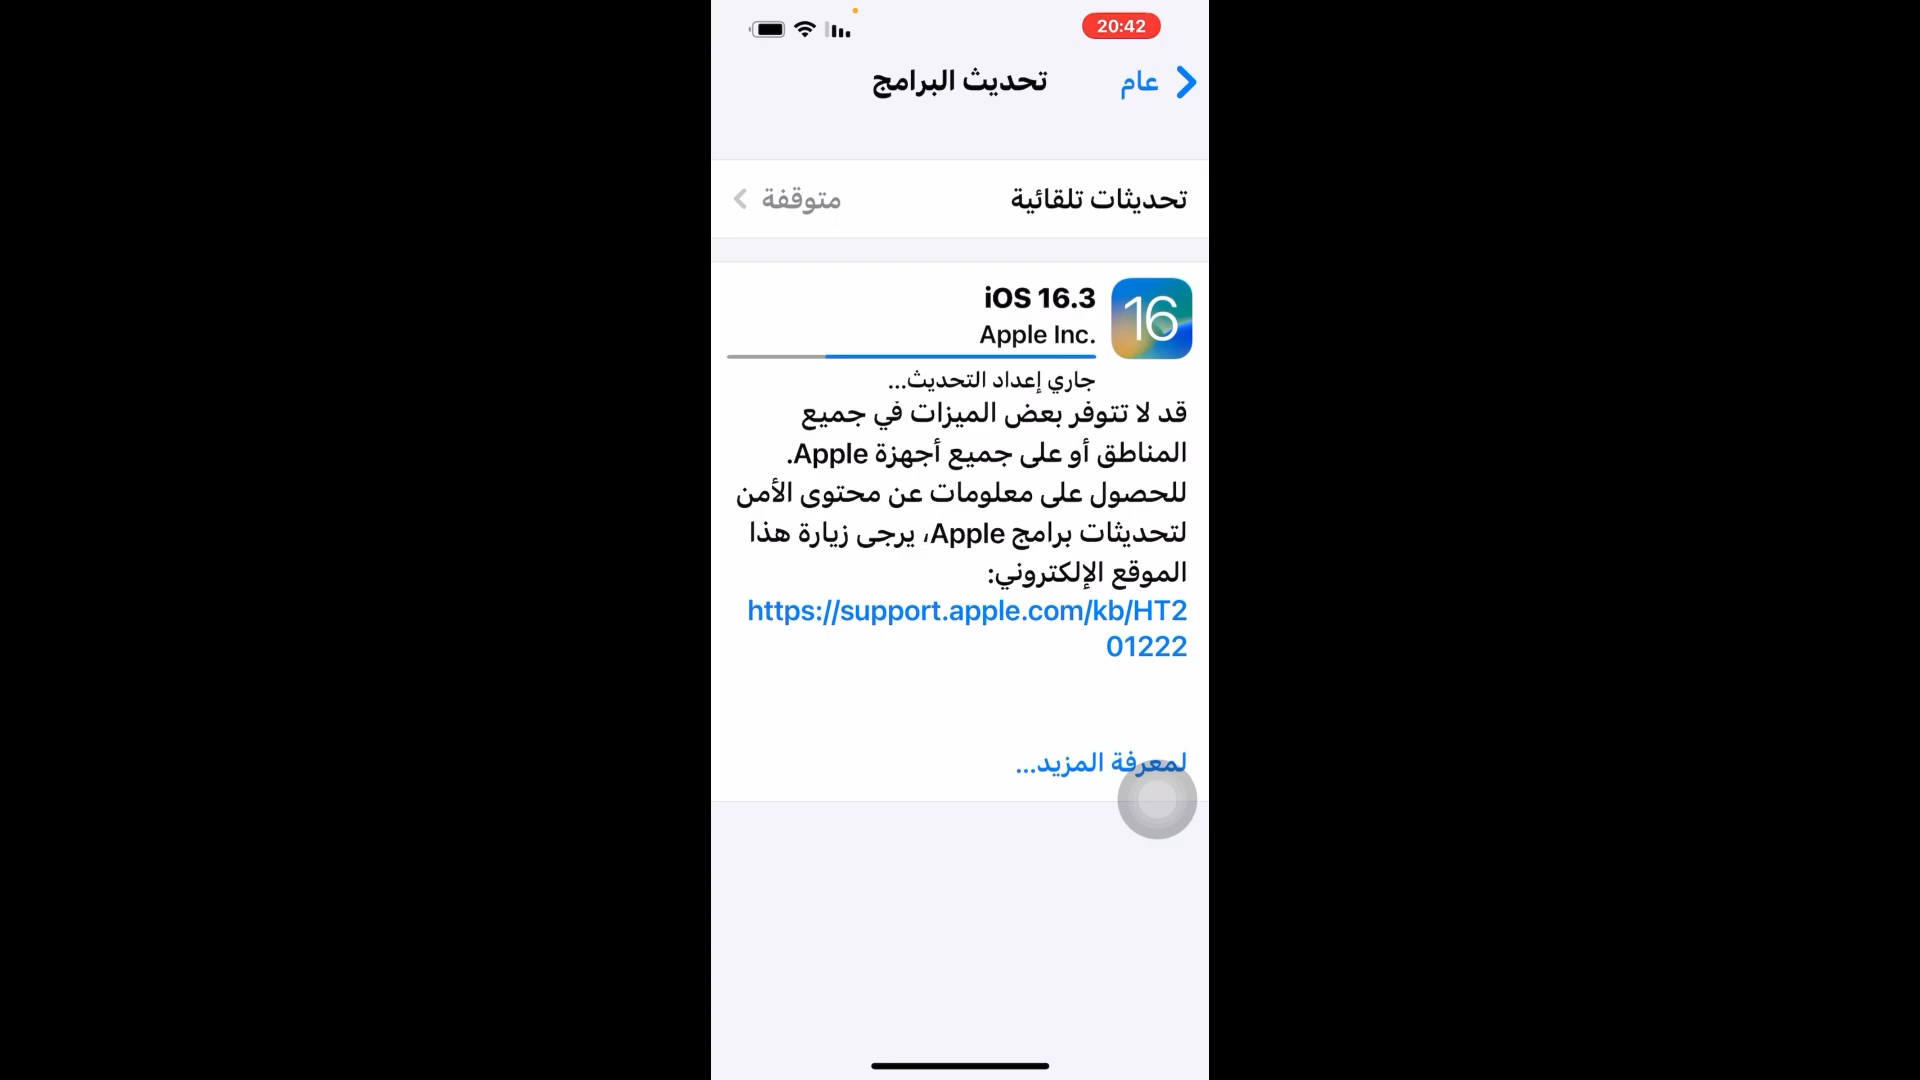 20:42
عام
تحديث البرامج
تحديثات تلقائية
متوقفة
16
iOS 16.3
Apple Inc.
جاري إعداد التحديث...
قد لا تتوفر بعض الميزات في جميع
المناطق أو على جميع أجهزة Apple.
للحصول على معلومات عن محتوى الأمن
لتحديثات برامج Apple، يرجى زيارة هذا
الموقع الإلكتروني:
https://support.apple.com/kb/HT2
01222
لمعرفة المزيد...